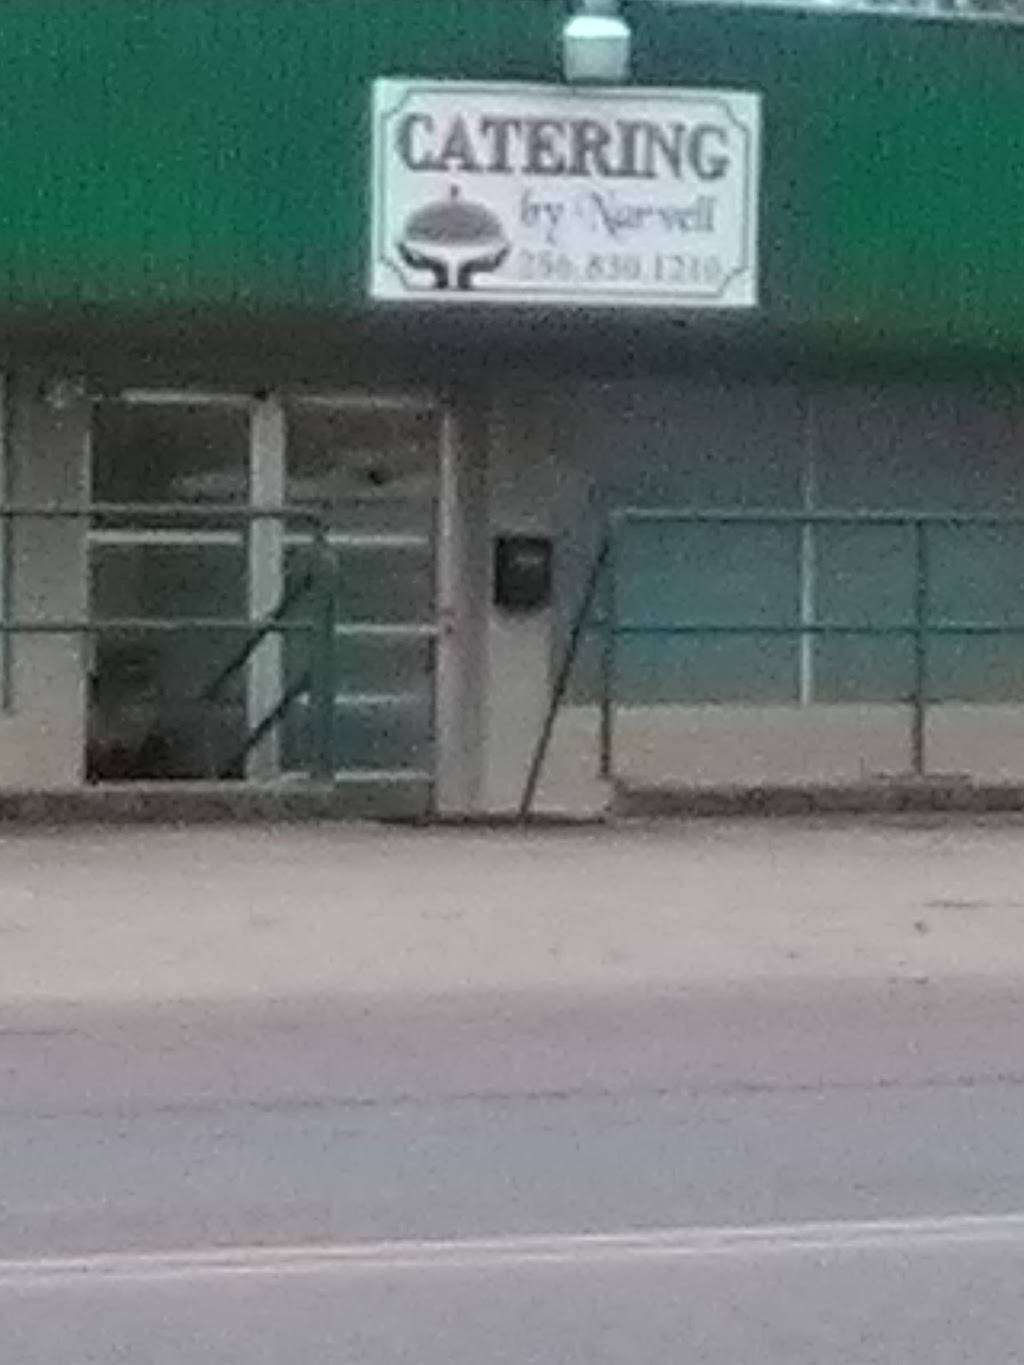 CATERING
by Narvell
256.830.1210